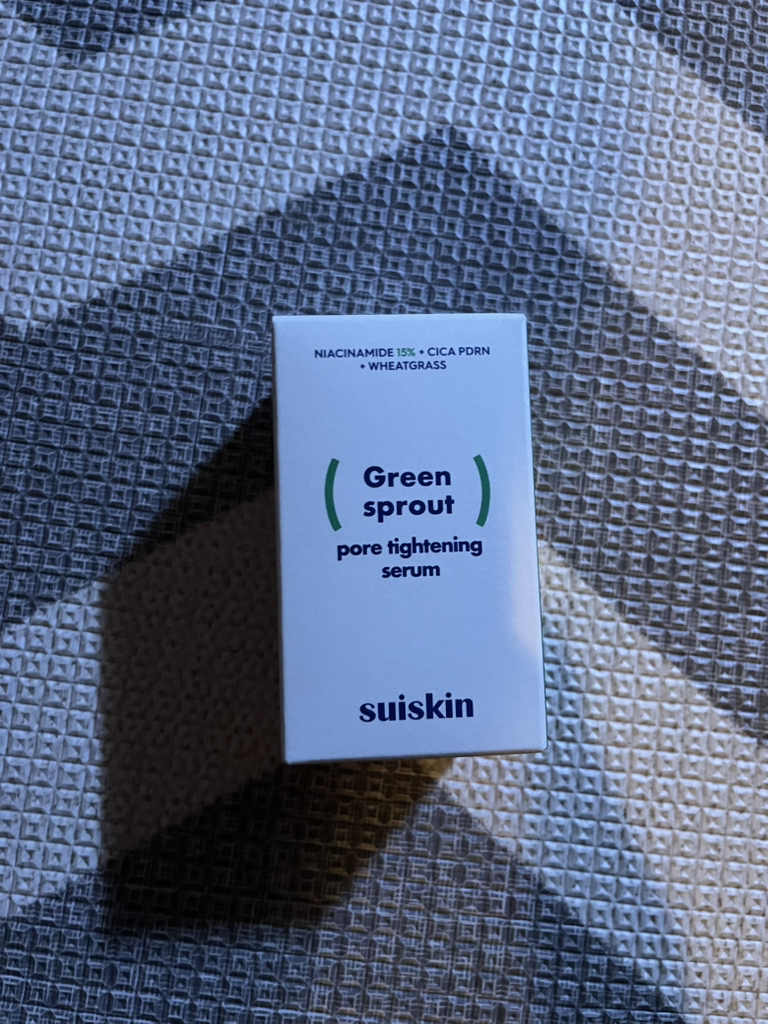 NIACINAMIDE 15% + CICA PDRN
+ WHEATGRASS
Green
sprout
pore tightening
serum
suiskin